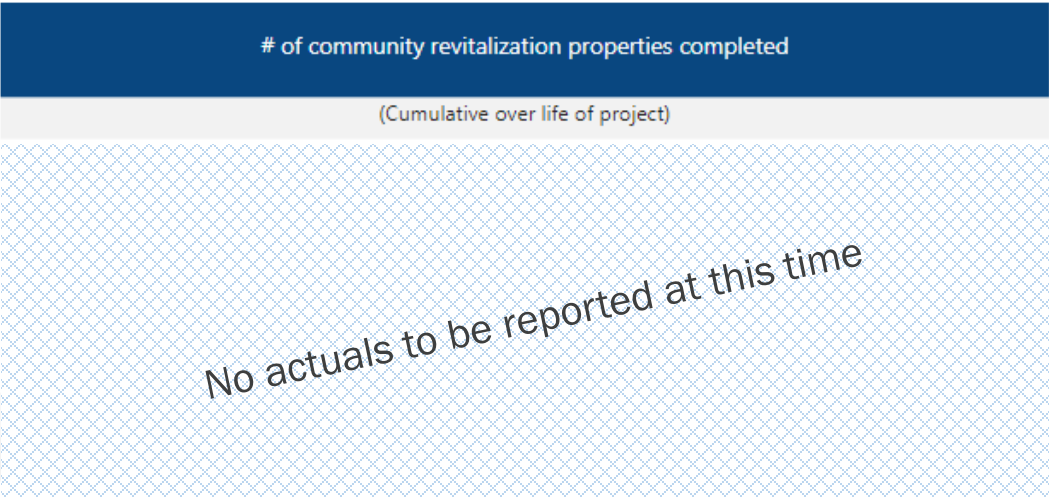 # of community revitalization properties completed
(Cumulative over life of project)
No actuals to be reported at this time